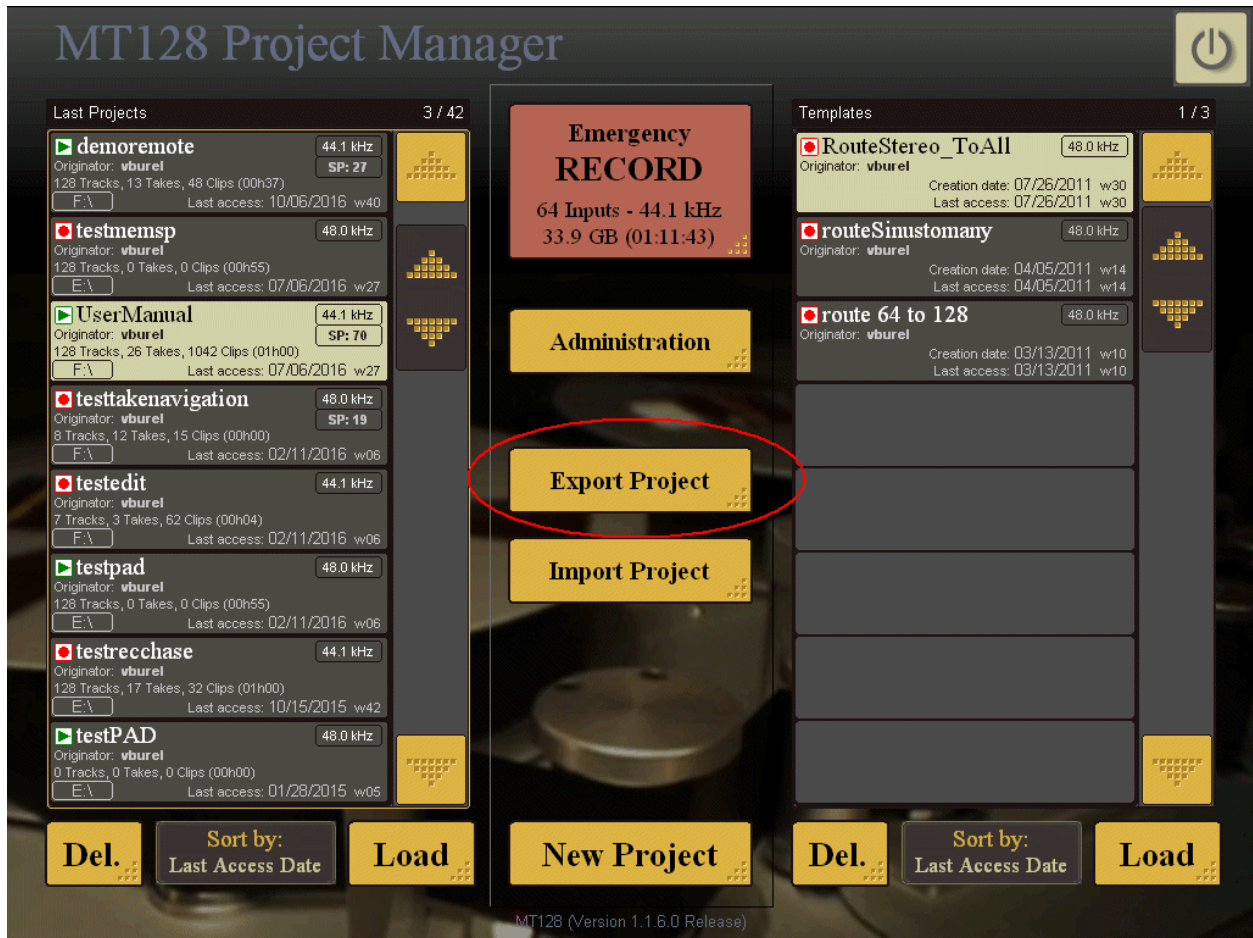 MT128 Project Manager
Last Projects 3 / 42
demoremote 44.1 kHz
Originator: vburel SP: 27
128 Tracks, 13 Takes, 48 Clips (00h37)
F:\ Last access: 10/06/2016 w40
testmemsp 48.0 kHz
Originator: vburel
128 Tracks, 0 Takes, 0 Clips (00h55)
E:\ Last access: 07/06/2016 w27
UserManual 44.1 kHz
Originator: vburel SP: 70
128 Tracks, 26 Takes, 1042 Clips (01h00)
F:\ Last access: 07/06/2016 w27
testtakenavigation 48.0 kHz
Originator: vburel SP: 19
8 Tracks, 12 Takes, 15 Clips (00h00)
F:\ Last access: 02/11/2016 w06
testedit 44.1 kHz
Originator: vburel
7 Tracks, 3 Takes, 62 Clips (00h04)
F:\ Last access: 02/11/2016 w06
testpad 48.0 kHz
Originator: vburel
128 Tracks, 0 Takes, 0 Clips (00h55)
E:\ Last access: 02/11/2016 w06
testrecchase 44.1 kHz
Originator: vburel
128 Tracks, 17 Takes, 32 Clips (01h00)
E:\ Last access: 10/15/2015 w42
testPAD 48.0 kHz
Originator: vburel
0 Tracks, 0 Takes, 0 Clips (00h00)
E:\ Last access: 01/28/2015 w05
Del.
Sort by:
Last Access Date
Load
Emergency
RECORD
64 Inputs - 44.1 kHz
33.9 GB (01:11:43)
Administration
Export Project
Import Project
New Project
MT128 (Version 1.1.6.0 Release)
Templates 1 / 3
RouteStereo_ToAll 48.0 kHz
Originator: vburel
Creation date: 07/26/2011 w30
Last access: 07/26/2011 w30
routeSinustomany 48.0 kHz
Originator: vburel
Creation date: 04/05/2011 w14
Last access: 04/05/2011 w14
route 64 to 128 48.0 kHz
Originator: vburel
Creation date: 03/13/2011 w10
Last access: 03/13/2011 w10
Del.
Sort by:
Last Access Date
Load